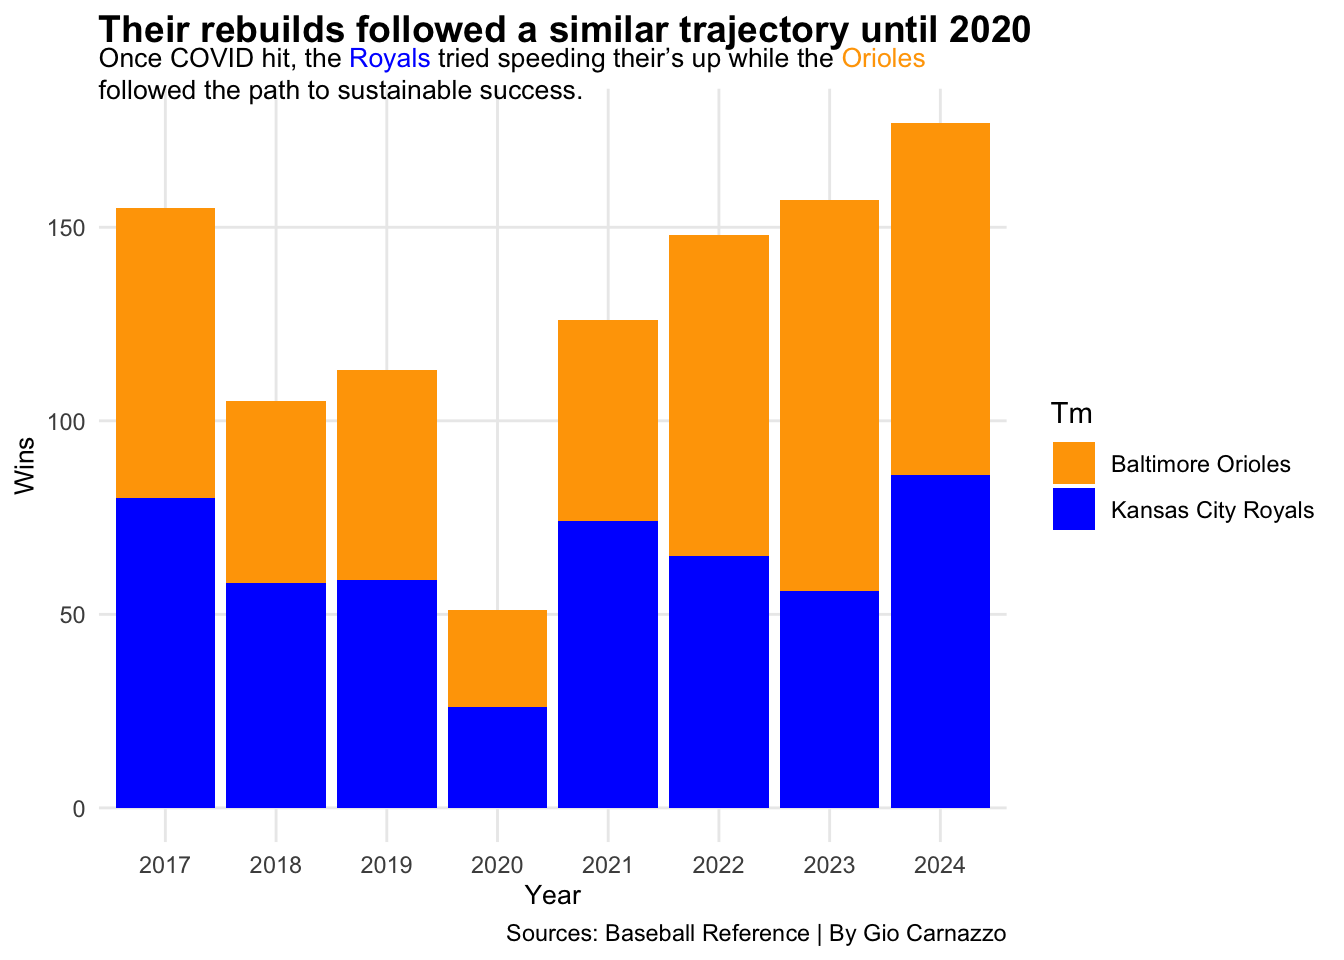 Their rebuilds followed a similar trajectory until 2020
Once COVID hit, the Royals tried speeding their’s up while the Orioles
followed the path to sustainable success.
150
100
50
0
Wins
2017 2018 2019 2020 2021 2022 2023 2024
Year
Tm
Baltimore Orioles
Kansas City Royals
Sources: Baseball Reference | By Gio Carnazzo